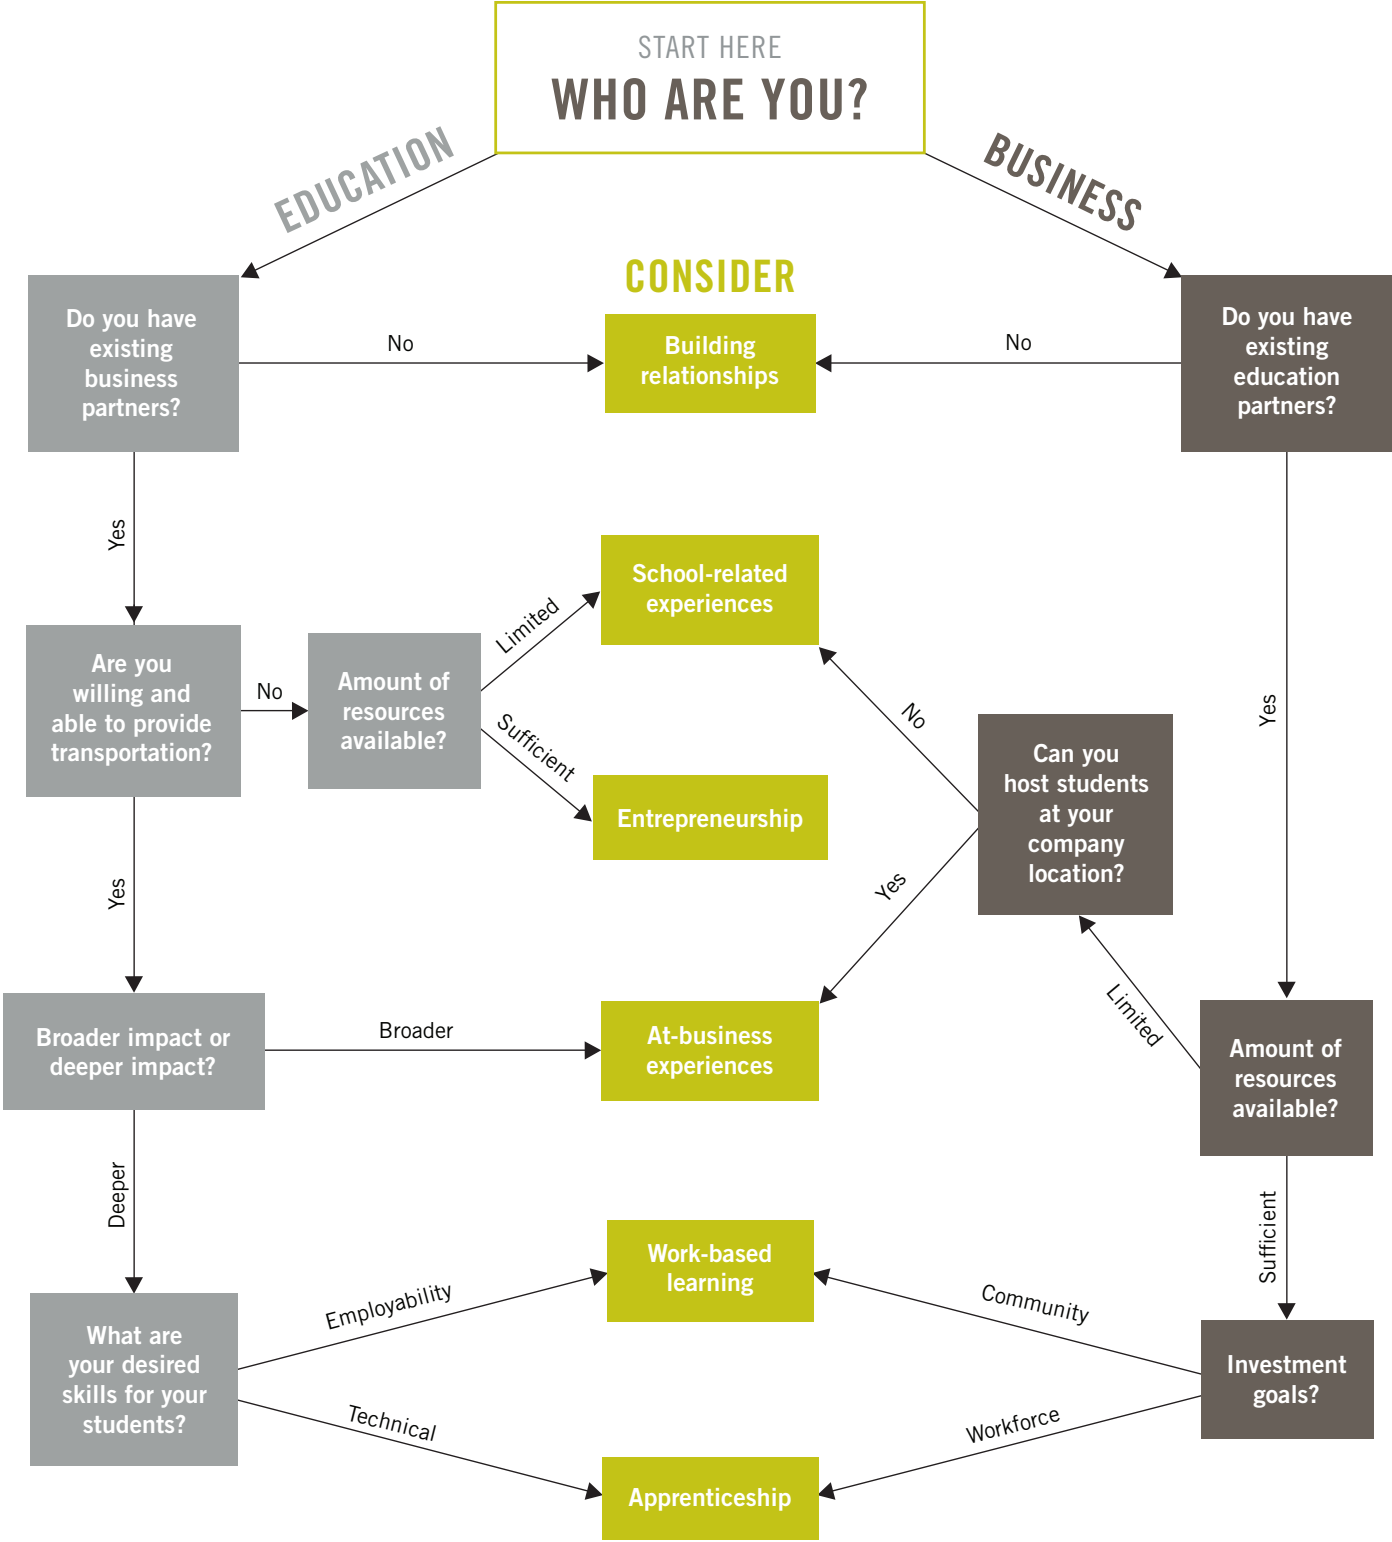 START HERE
WHO ARE YOU?
EDUCATION
BUSINESS
CONSIDER
Do you have
existing
business
partners?
No
Building
relationships
No
Do you have
existing
education
partners?
Yes
Yes
School-related
experiences
Limited
Are you
willing and
able to provide
transportation?
No
Amount of
resources
available?
Sufficient
Entrepreneurship
No
Can you
host students
at your
company
location?
Yes
Yes
Limited
Broader impact or
deeper impact?
Broader
At-business
experiences
Amount of
resources
available?
Deeper
Sufficient
Work-based
learning
Employability
Community
What are
your desired
skills for your
students?
Investment
goals?
Technical
Workforce
Apprenticeship